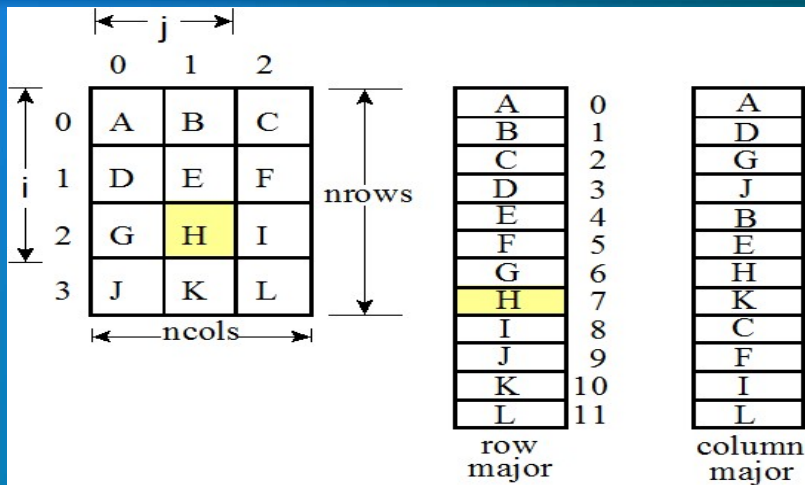 j
0 1 2
0 A B C
i
1 D E F
nrows
2 G H I
3 J K L
ncols
A 0
B 1
C 2
D 3
E 4
F 5
G 6
H 7
I 8
J 9
K 10
L 11
row
major
A
D
G
J
B
E
H
K
C
F
I
L
column
major